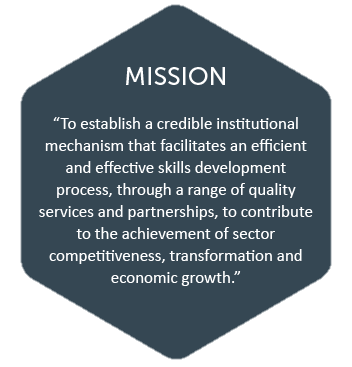 MISSION
“To establish a credible institutional
mechanism that facilitates an efficient
and effective skills development
process, through a range of quality
services and partnerships, to contribute
to the achievement of sector
competitiveness, transformation and
economic growth.”